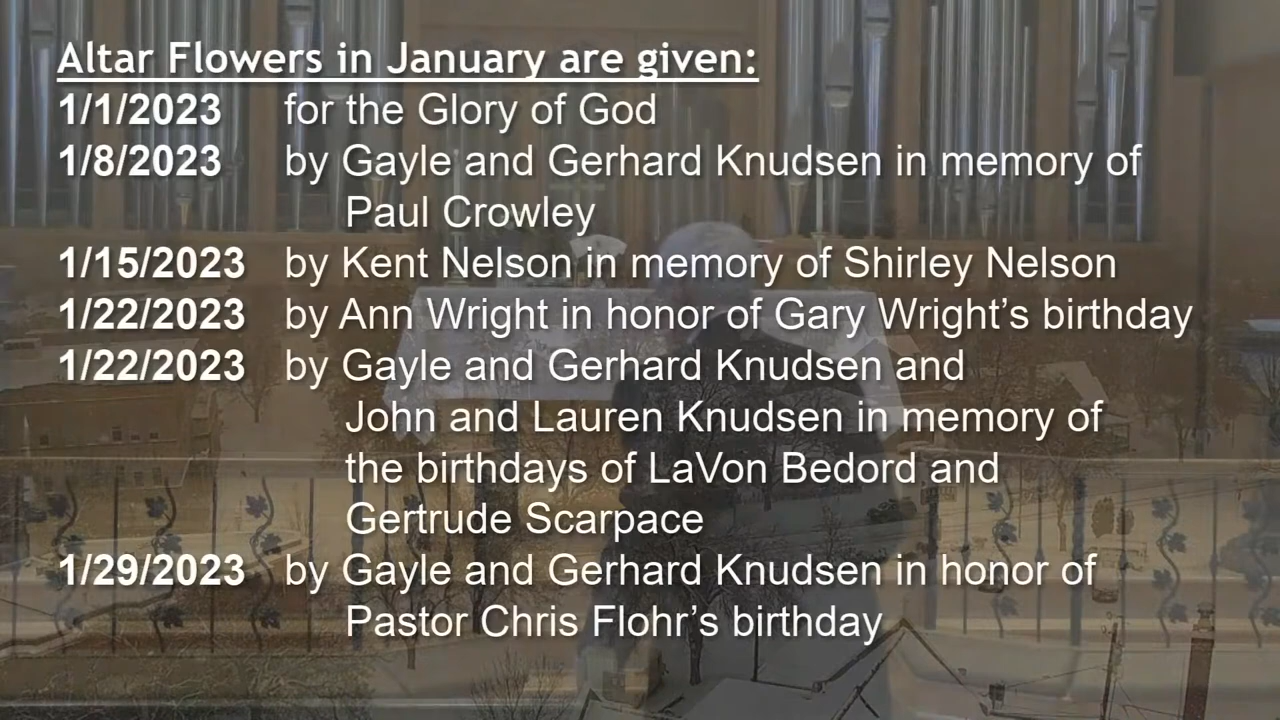 Altar Flowers in January are given:
1/1/2023 for the Glory of God
1/8/2023 by Gayle and Gerhard Knudsen in memory of
Paul Crowley
1/15/2023 by Kent Nelson in memory of Shirley Nelson
1/22/2023 by Ann Wright in honor of Gary Wright’s birthday
1/22/2023 by Gayle and Gerhard Knudsen and
John and Lauren Knudsen in memory of
the birthdays of LaVon Bedord and
Gertrude Scarpace
1/29/2023 by Gayle and Gerhard Knudsen in honor of
Pastor Chris Flohr’s birthday